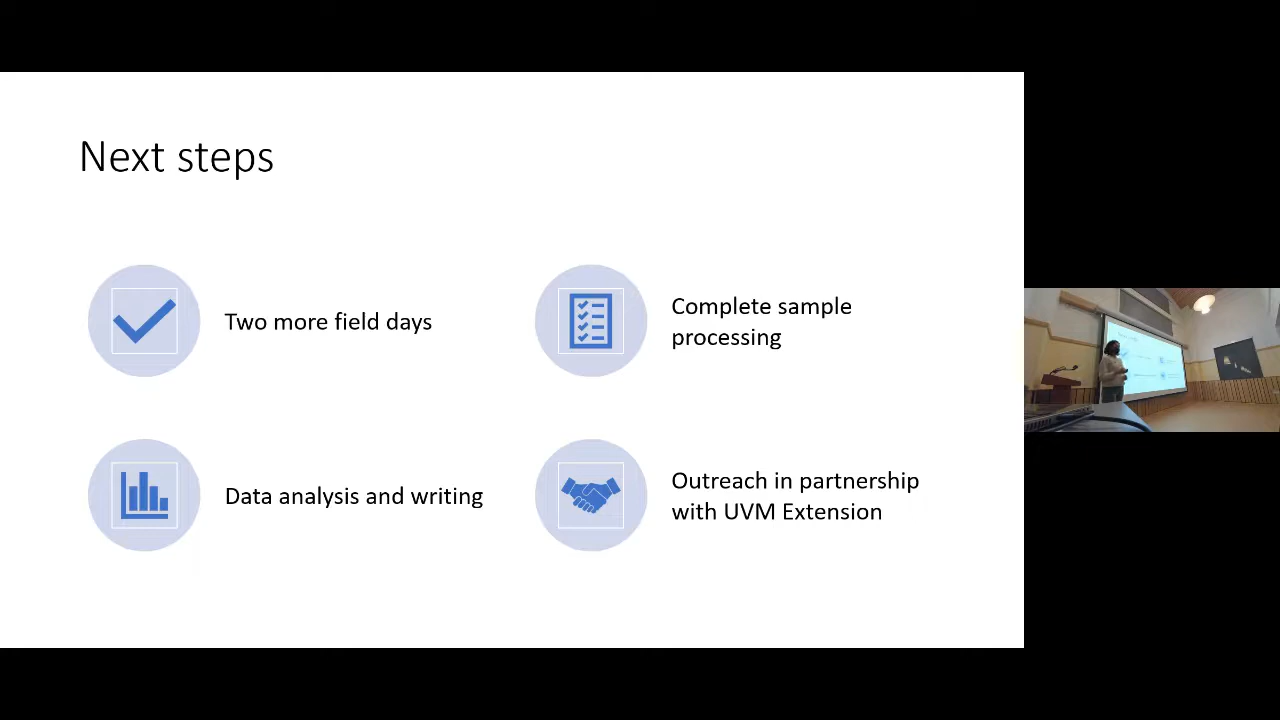 Next steps
Two more field days
Complete sample
processing
Data analysis and writing
Outreach in partnership
with UVM Extension